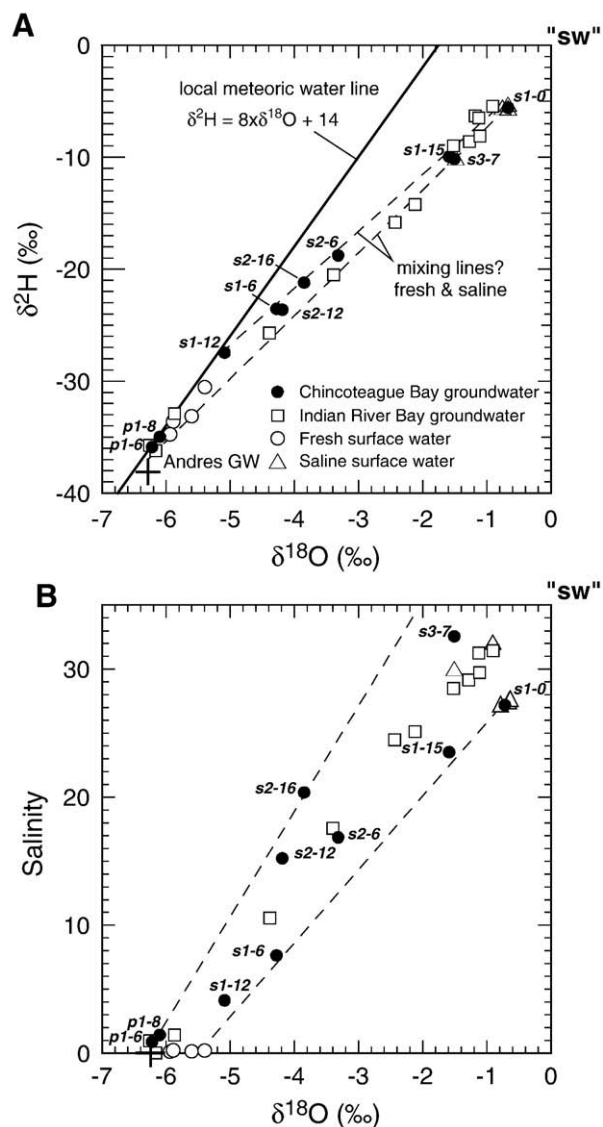 A
"sw"
0
local meteoric water line
δ²H = 8xδ¹⁸O + 14
s1-0
-10
s1-15
s3-7
s2-6
δ²H (‰)
s2-16
mixing lines?
fresh & saline
-20
s1-6
s2-12
s1-12
-30
Chincoteague Bay groundwater
Indian River Bay groundwater
p1-8
Fresh surface water
p1-6
Andres GW
Saline surface water
-40
-7 -6 -5 -4 -3 -2 -1 0
δ¹⁸O (‰)
B
"sw"
s3-7
30
s1-0
s1-15
s2-16
20
Salinity
s2-6
s2-12
10
s1-6
s1-12
p1-8
p1-6
0
-7 -6 -5 -4 -3 -2 -1 0
δ¹⁸O (‰)